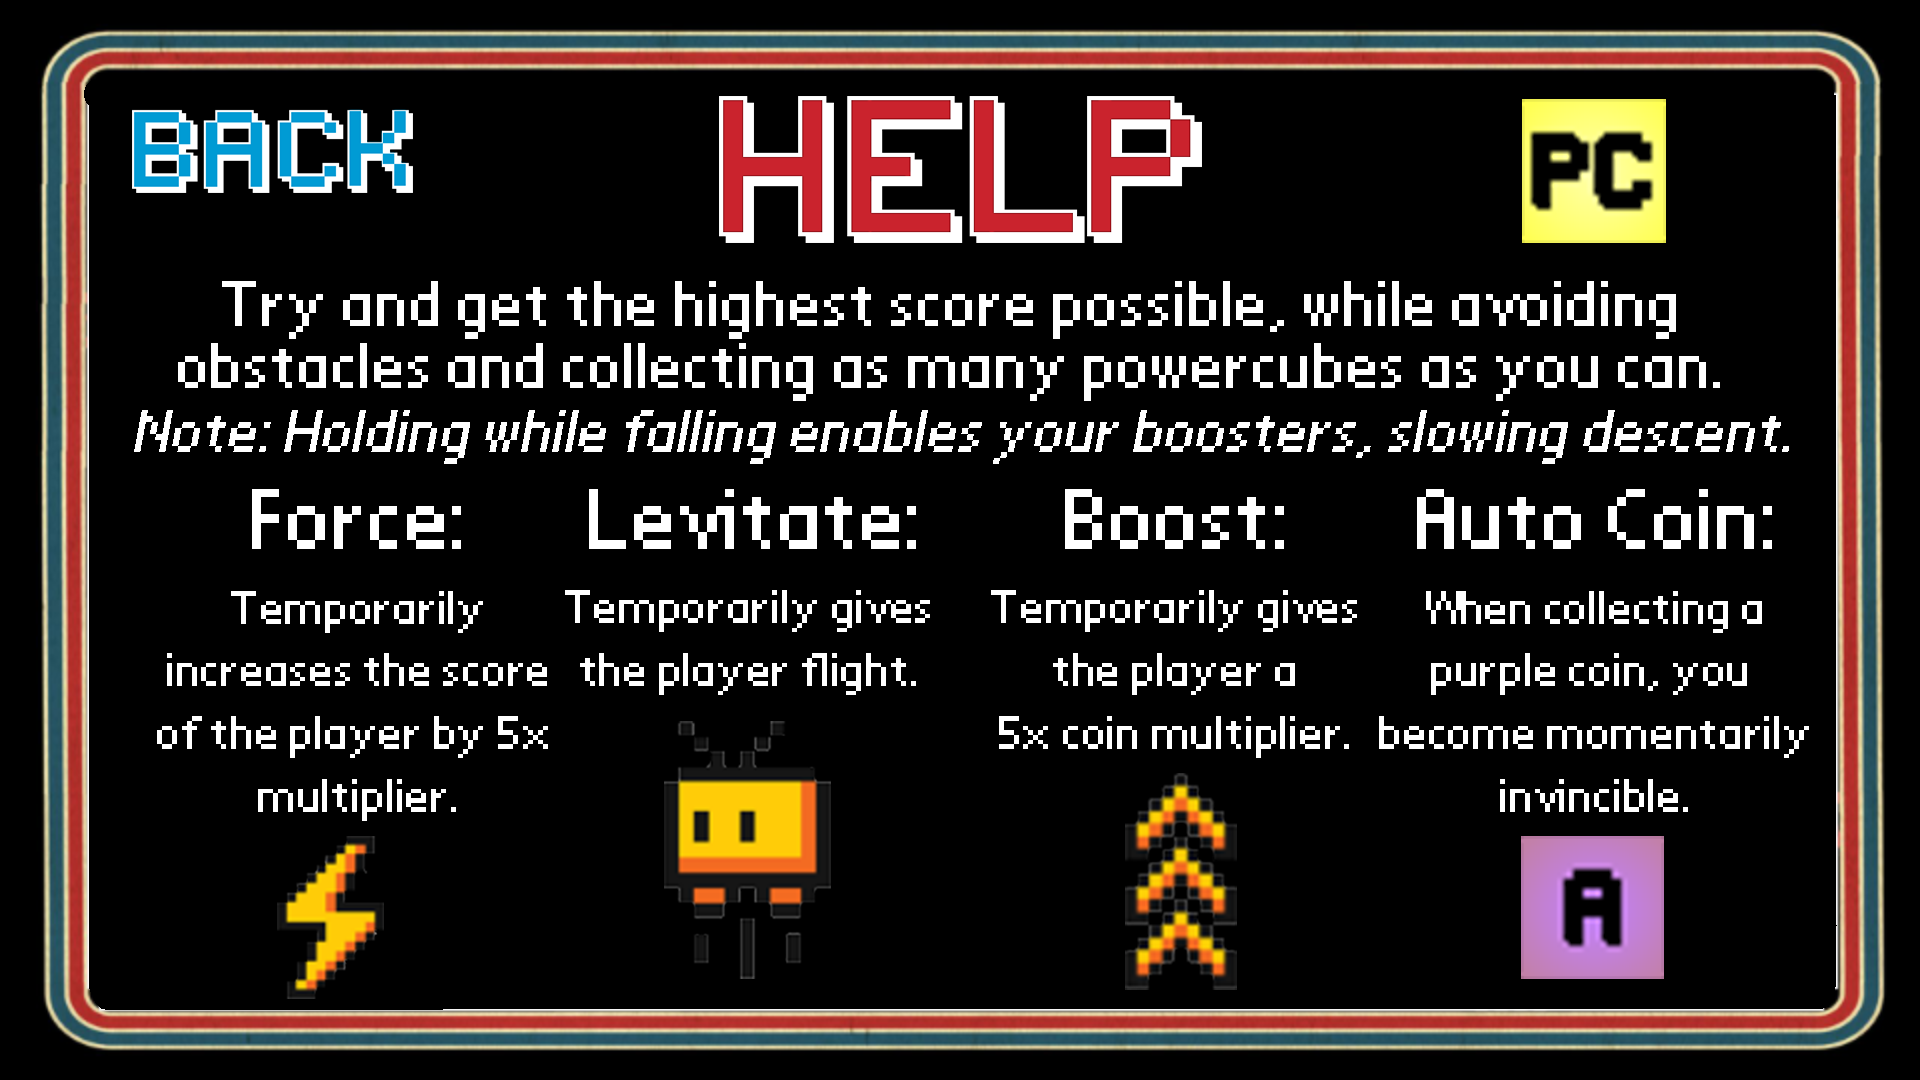 BACK
HELP
PC
Try and get the highest score possible, while avoiding
obstacles and collecting as many powercubes as you can.
Note: Holding while falling enables your boosters, slowing descent.
Force:
Temporarily
increases the score
of the player by 5x
multiplier.
Levitate:
Temporarily gives
the player flight.
Boost:
Temporarily gives
the player a
5x coin multiplier.
Auto Coin:
When collecting a
purple coin, you
become momentarily
invincible.
A